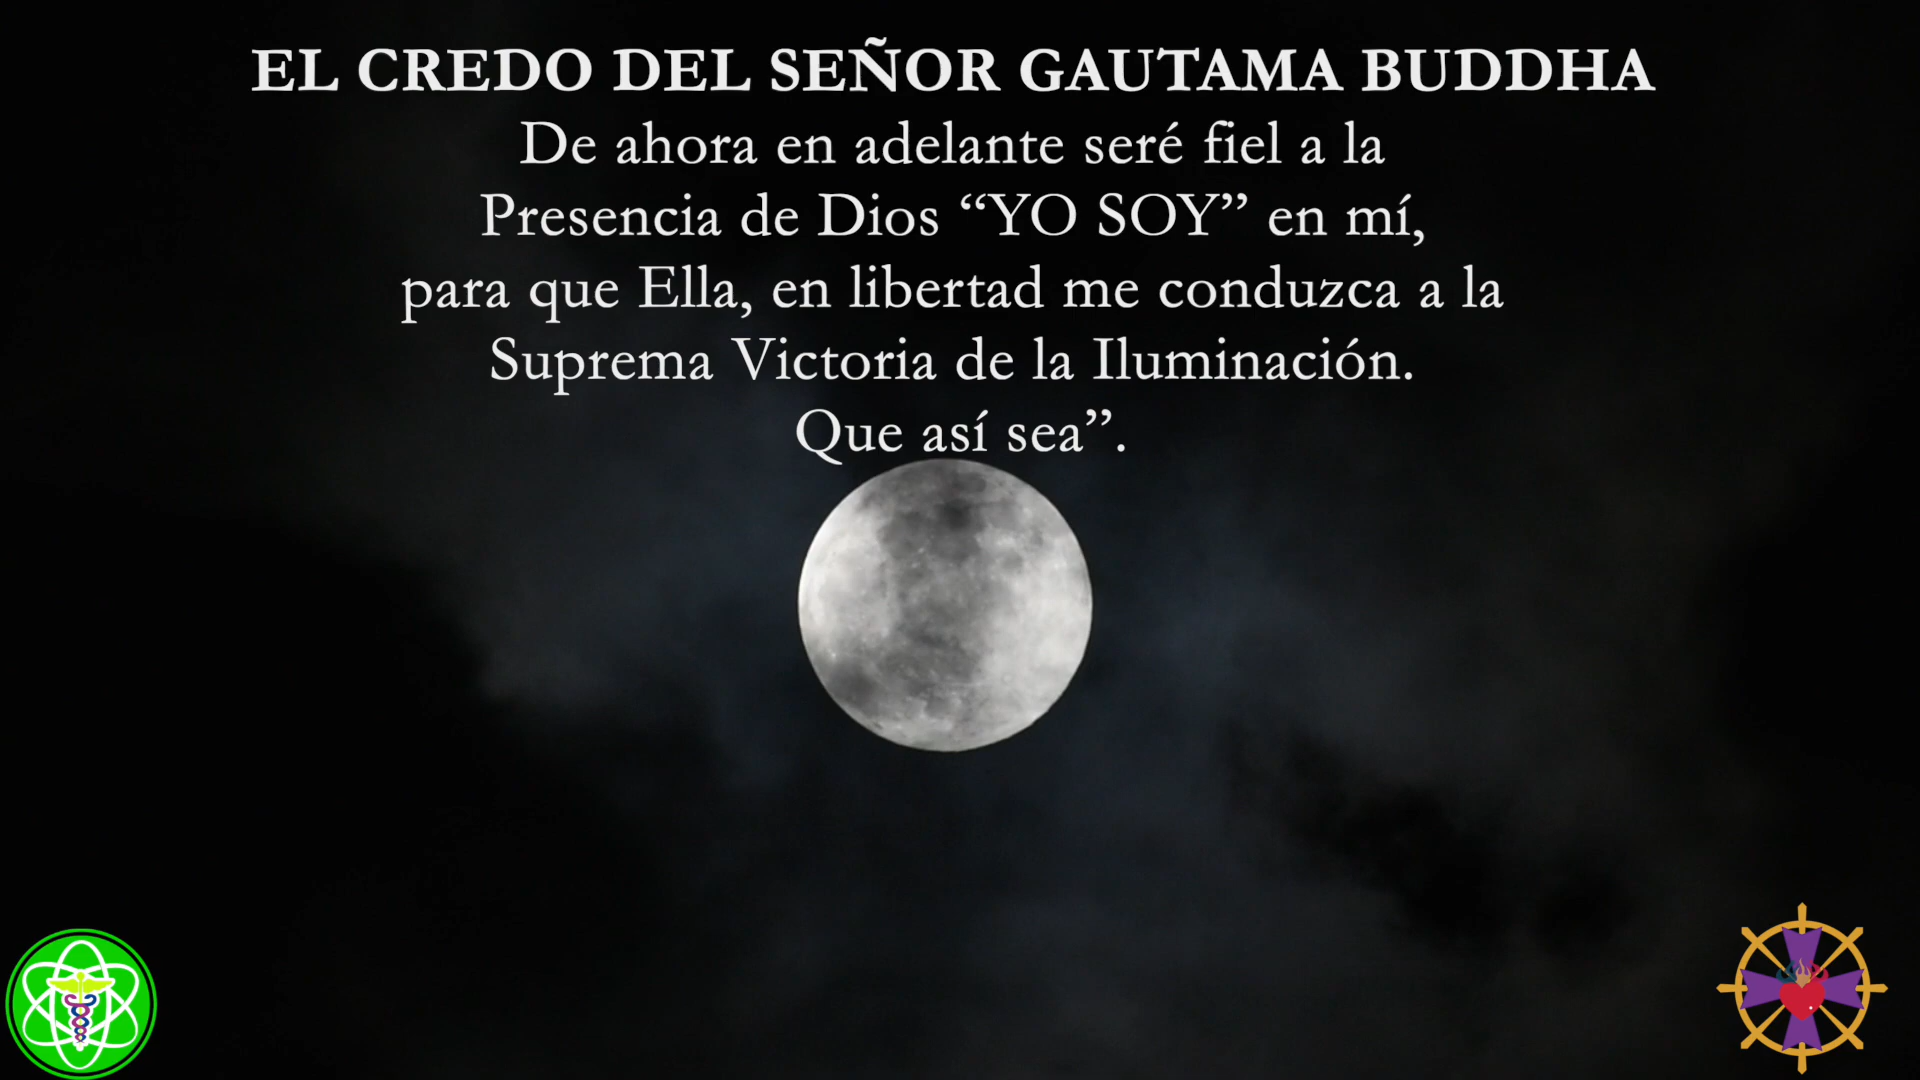 EL CREDO DEL SEÑOR GAUTAMA BUDDHA
De ahora en adelante seré fiel a la
Presencia de Dios “YO SOY” en mí,
para que Ella, en libertad me conduzca a la
Suprema Victoria de la Iluminación.
Que así sea”.